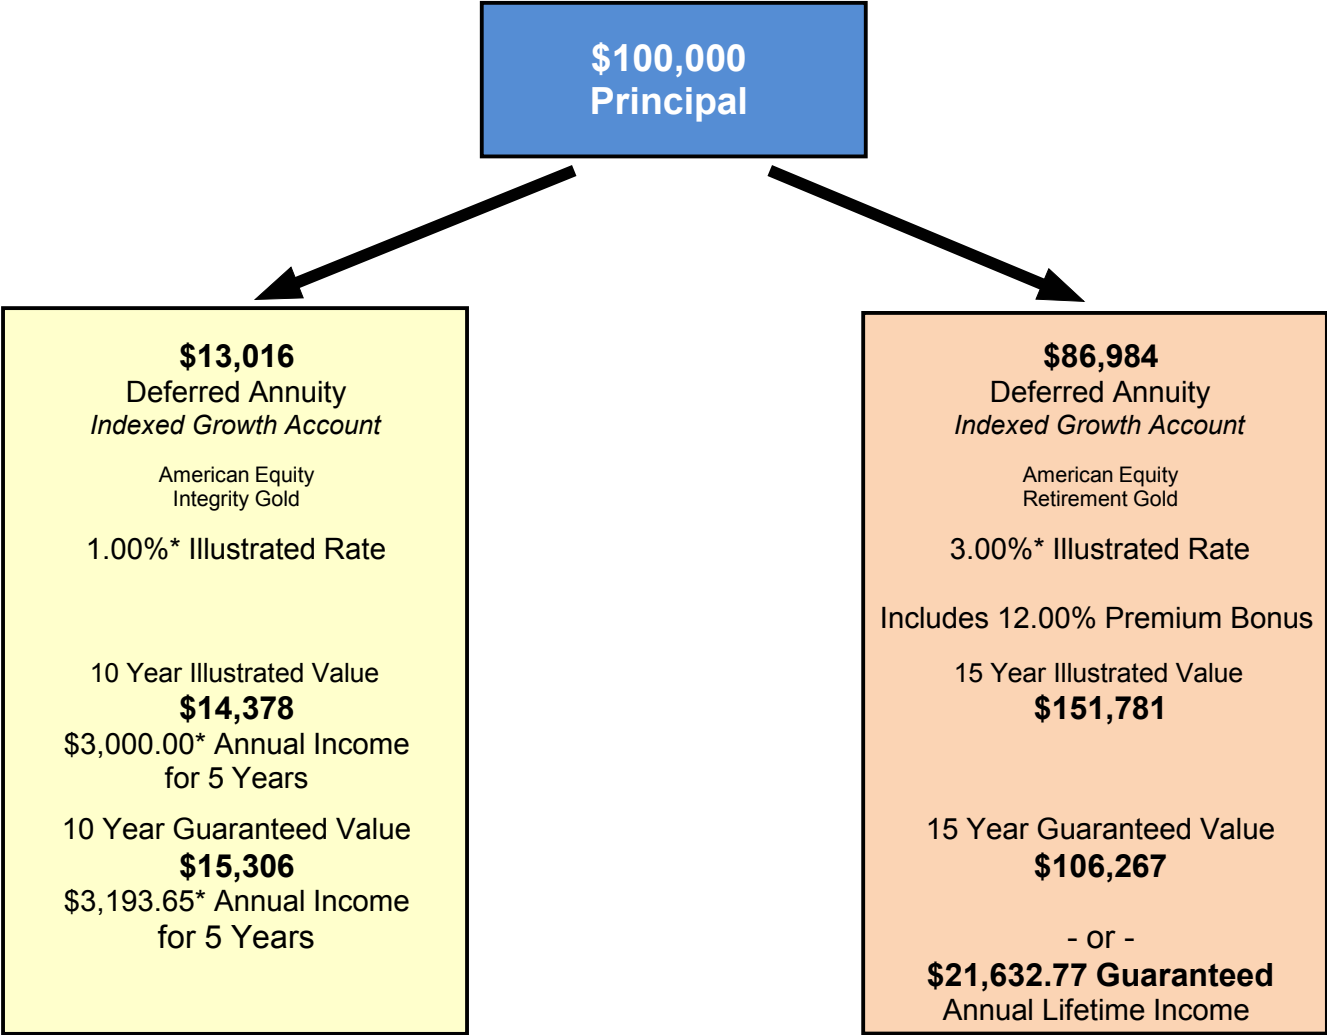 $100,000
Principal
$13,016
Deferred Annuity
Indexed Growth Account
American Equity
Integrity Gold
1.00%* Illustrated Rate
10 Year Illustrated Value
$14,378
$3,000.00* Annual Income
for 5 Years
10 Year Guaranteed Value
$15,306
$3,193.65* Annual Income
for 5 Years
$86,984
Deferred Annuity
Indexed Growth Account
American Equity
Retirement Gold
3.00%* Illustrated Rate
Includes 12.00% Premium Bonus
15 Year Illustrated Value
$151,781
15 Year Guaranteed Value
$106,267
- or -
$21,632.77 Guaranteed
Annual Lifetime Income